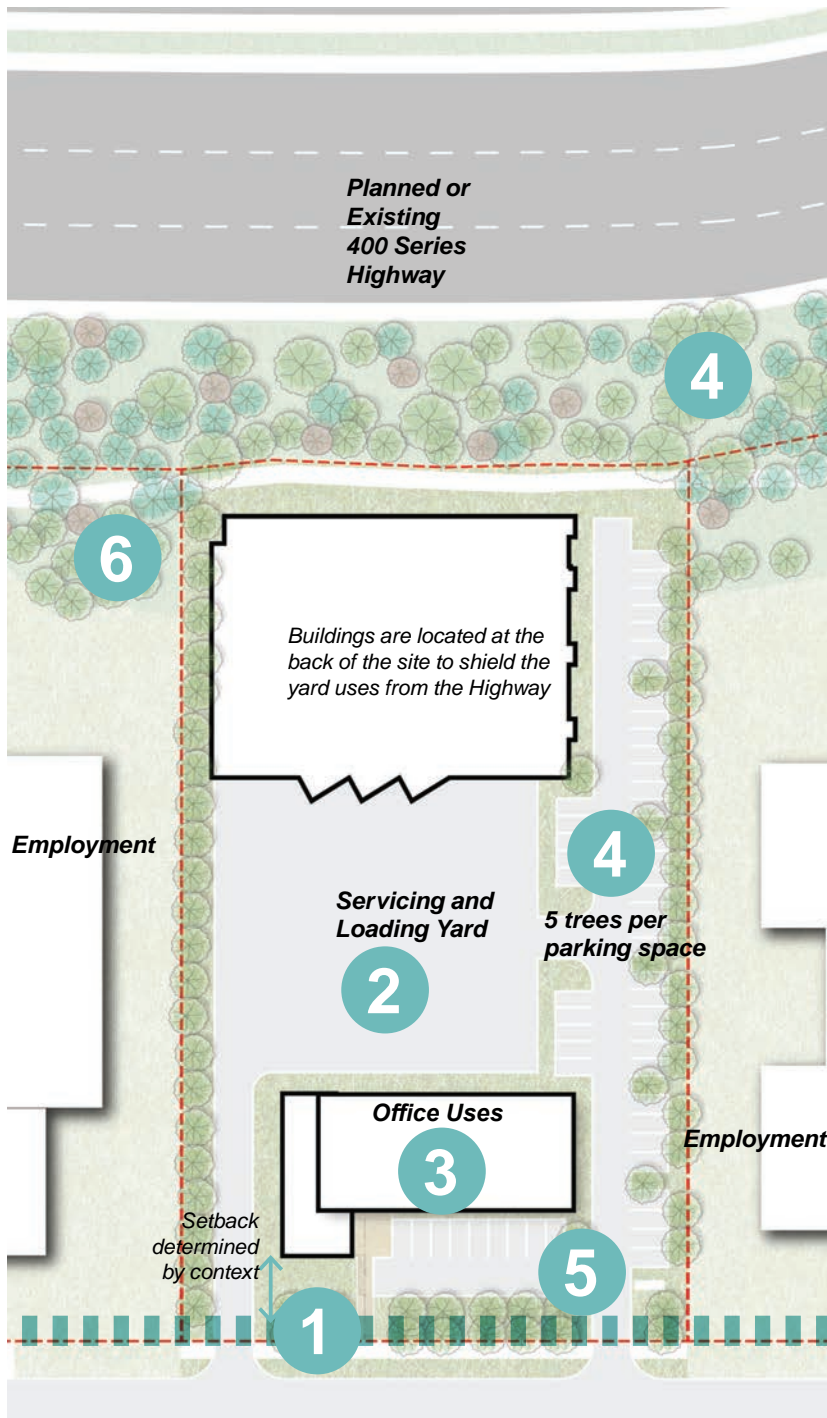 Planned or
Existing
400 Series
Highway
4
6
Buildings are located at the
back of the site to shield the
yard uses from the Highway
Employment
4
Servicing and
Loading Yard
5 trees per
parking space
2
Office Uses
Employment
3
Setback
determined
by context
5
1